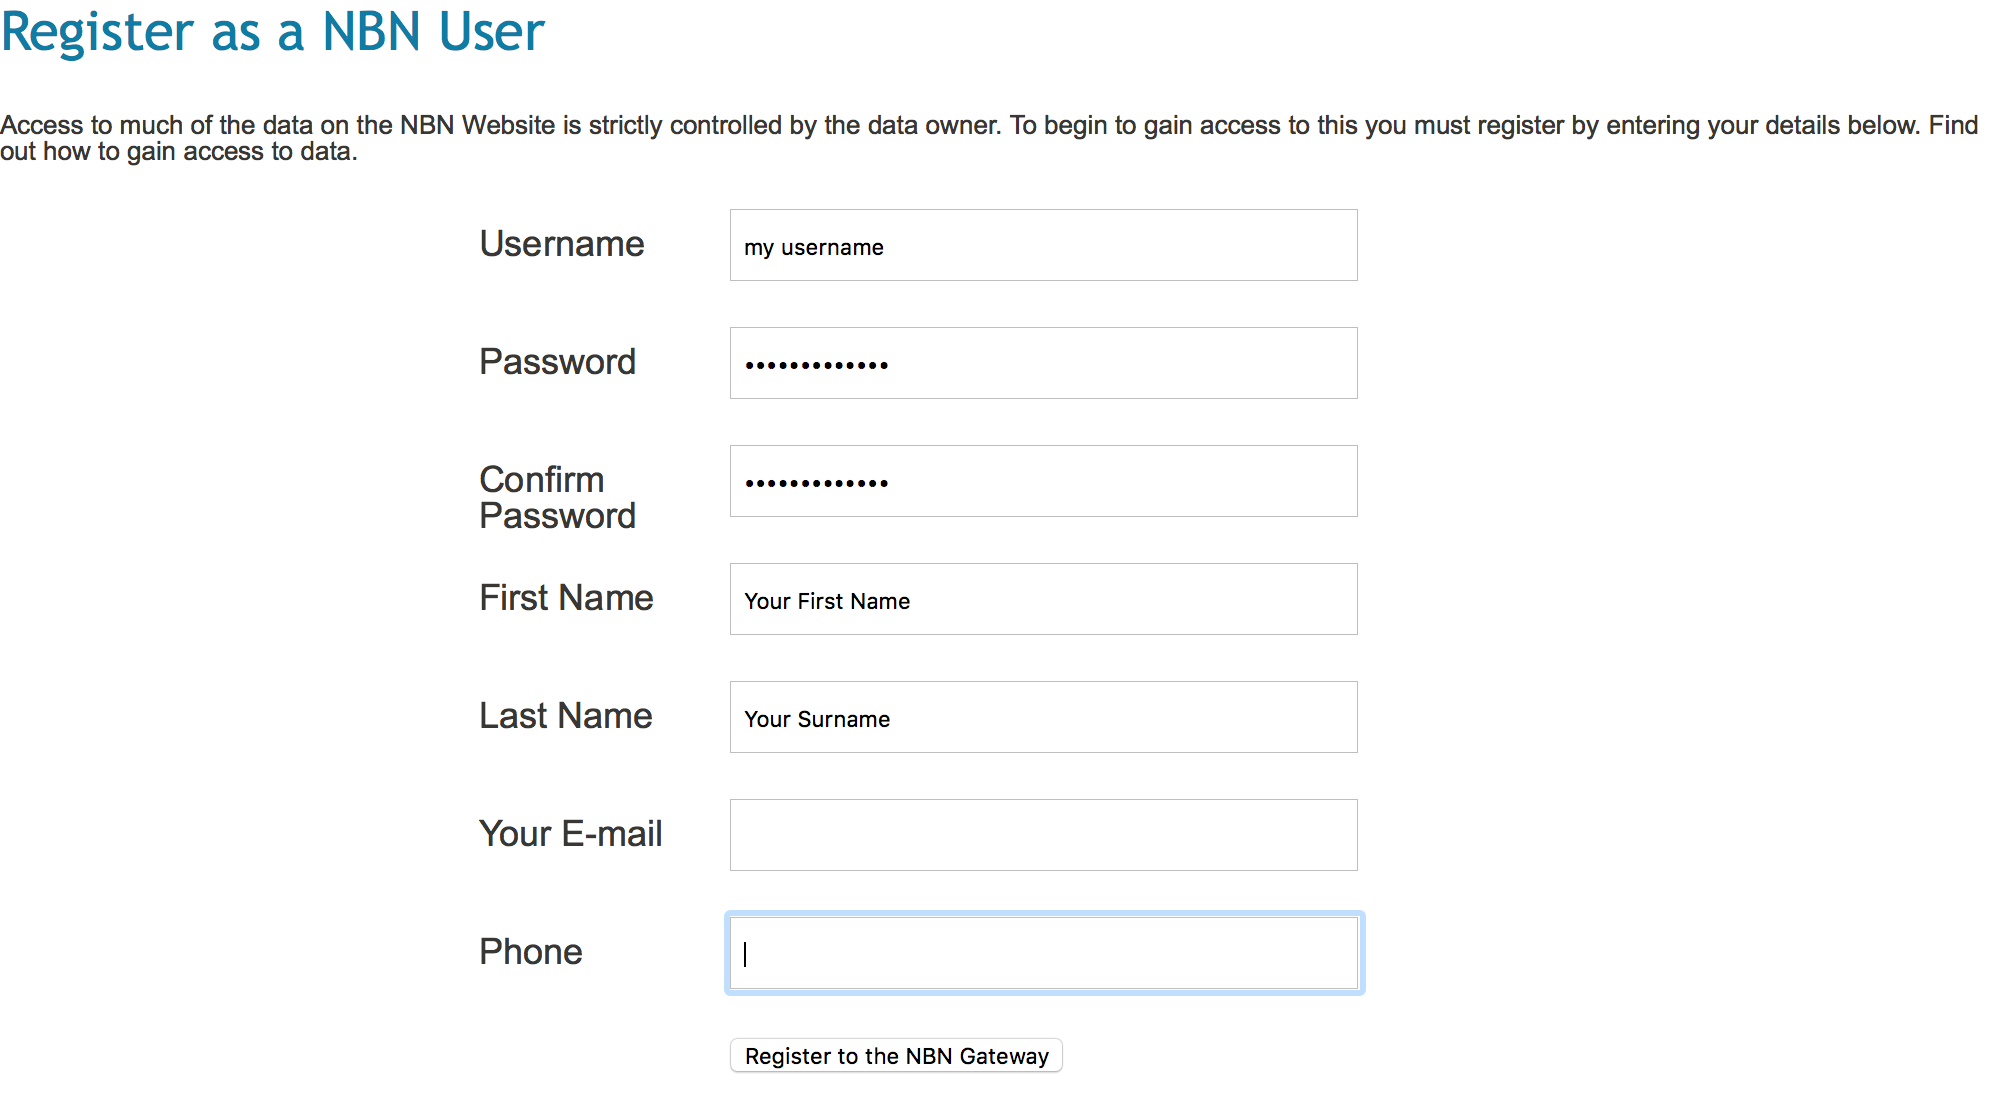 Register as a NBN User
Access to much of the data on the NBN Website is strictly controlled by the data owner. To begin to gain access to this you must register by entering your details below. Find
out how to gain access to data.
Username my username
Password •••••••••••••
Confirm
Password •••••••••••••
First Name Your First Name
Last Name Your Surname
Your E-mail
Phone
Register to the NBN Gateway